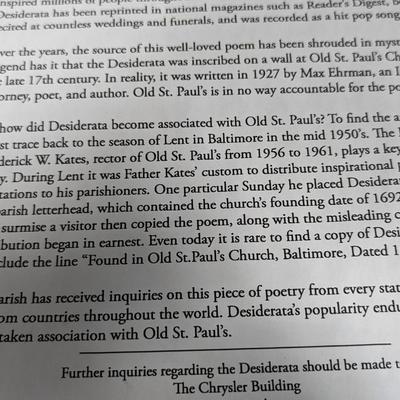 nspired millions of people through
Desiderata has been reprinted in national magazines such as Reader's Digest, b
ecited at countless weddings and funerals, and was recorded as a hit pop song
ver the years, the source of this well-loved poem has been shrouded in myst
gend has it that the Desiderata was inscribed on a wall at Old St. Paul's Ch
e late 17th century. In reality, it was written in 1927 by Max Ehrman, an I
orney, poet, and author. Old St. Paul's is in no way accountable for the po
how did Desiderata become associated with Old St. Paul's? To find the a
st trace back to the season of Lent in Baltimore in the mid 1950's. The
derick W. Kates, rector of Old St. Paul's from 1956 to 1961, plays a key
y. During Lent it was Father Kates' custom to distribute inspirational
tations to his parishioners. One particular Sunday he placed Desidera
arish letterhead, which contained the church's founding date of 169
surmise a visitor then copied the poem, along with the misleading c
ibution began in earnest. Even today it is rare to find a copy of Desi
clude the line "Found in Old St.Paul's Church, Baltimore, Dated 1
arish has received inquiries on this piece of poetry from every stat
om countries throughout the world. Desiderata's popularity endu
taken association with Old St. Paul's.
Further inquiries regarding the Desiderata should be made t
The Chrysler Building